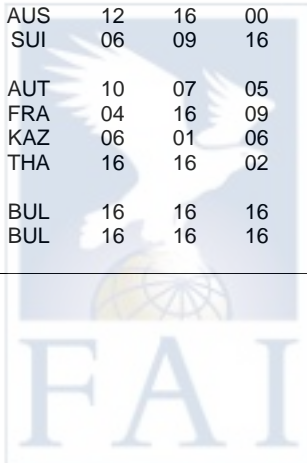 AUS 12 16 00
SUI 06 09 16
AUT 10 07 05
FRA 04 16 09
KAZ 06 01 06
THA 16 16 02
BUL 16 16 16
BUL 16 16 16
FAI